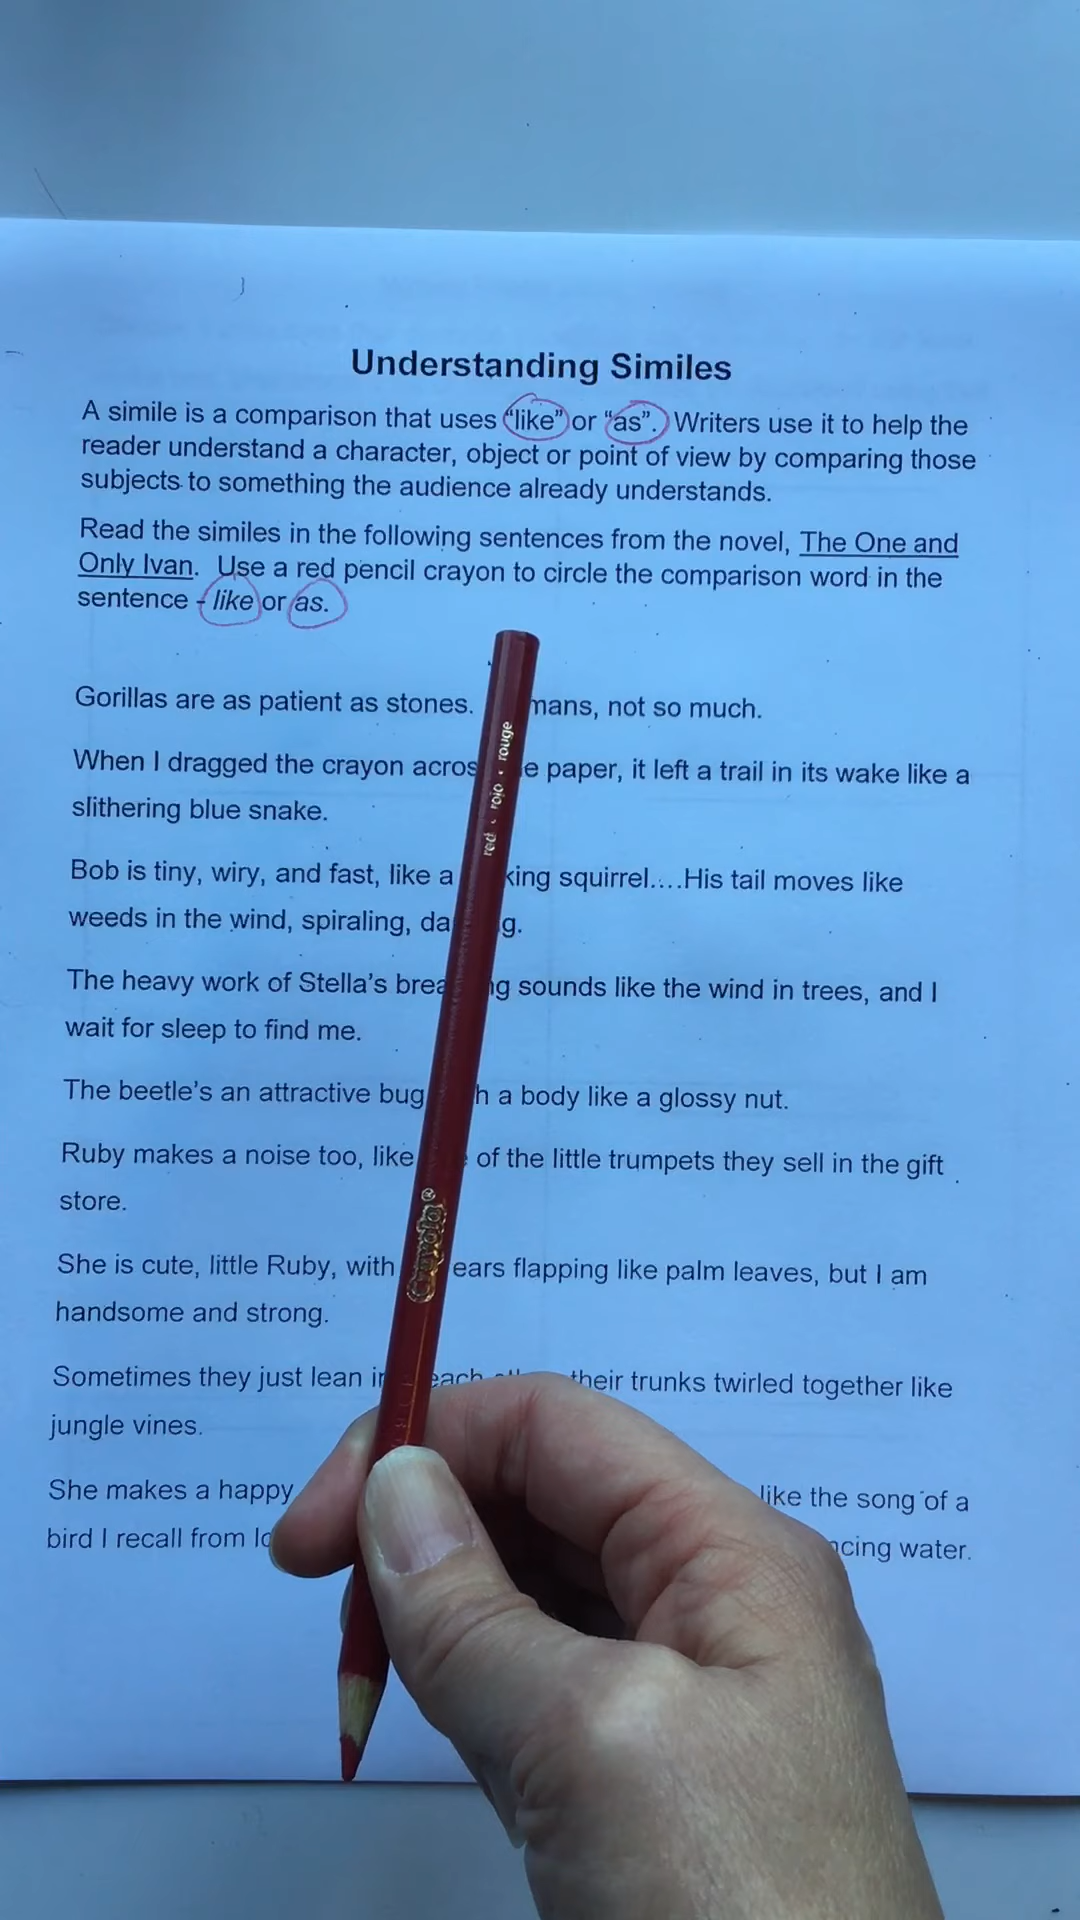 Understanding Similes
A simile is a comparison that uses “like” or “as”. Writers use it to help the
reader understand a character, object or point of view by comparing those
subjects to something the audience already understands.
Read the similes in the following sentences from the novel, The One and
Only Ivan. Use a red pencil crayon to circle the comparison word in the
sentence - like or as.
Gorillas are as patient as stones. not so much.
When I dragged the crayon paper, it left a trail in its wake like a
slithering blue snake.
Bob is tiny, wiry, and fast, like a squirrel....His tail moves like
weeds in the wind, spiraling,
The heavy work of Stella’s sounds like the wind in trees, and I
wait for sleep to find me.
The beetle’s an attractive bug a body like a glossy nut.
Ruby makes a noise too, like of the little trumpets they sell in the gift
store.
She is cute, little Ruby, with ears flapping like palm leaves, but I am
handsome and strong.
Sometimes they just lean each their trunks twirled together like
jungle vines.
She makes a happy like the song of a
bird I recall from water.
red · rojo · rouge
Crayola®